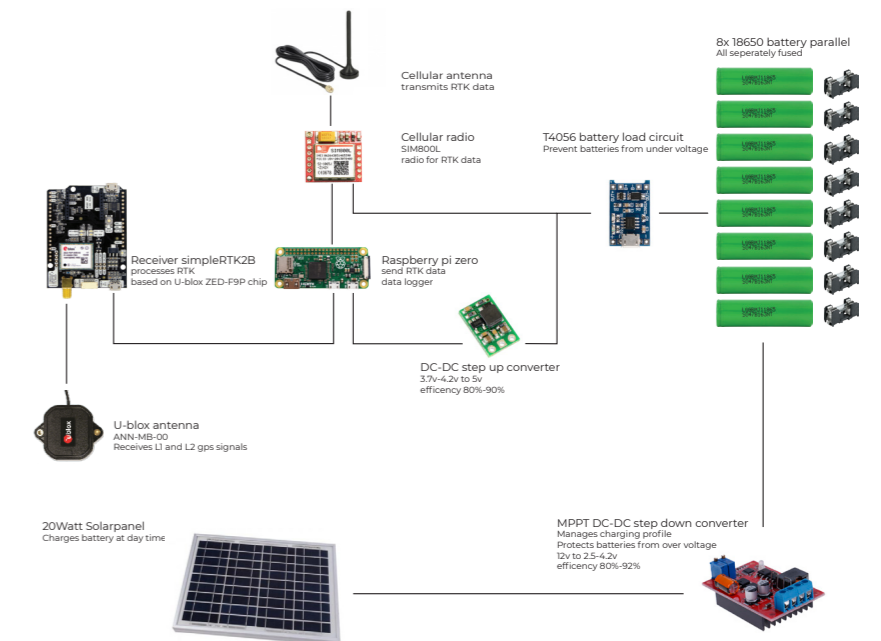 8x 18650 battery parallel
All seperately fused
Cellular antenna
transmits RTK data
Cellular radio
SIM800L
radio for RTK data
T4056 battery load circuit
Prevent batteries from under voltage
Receiver simpleRTK2B
processes RTK
based on U-blox ZED-F9P chip
Raspberry pi zero
send RTK data
data logger
DC-DC step up converter
3.7v-4.2v to 5v
efficency 80%-90%
U-blox antenna
ANN-MB-00
Receives L1 and L2 gps signals
blox
20Watt Solarpanel
Charges battery at day time
MPPT DC-DC step down converter
Manages charging profile
Protects batteries from over voltage
12v to 2.5-4.2v
efficency 80%-92%